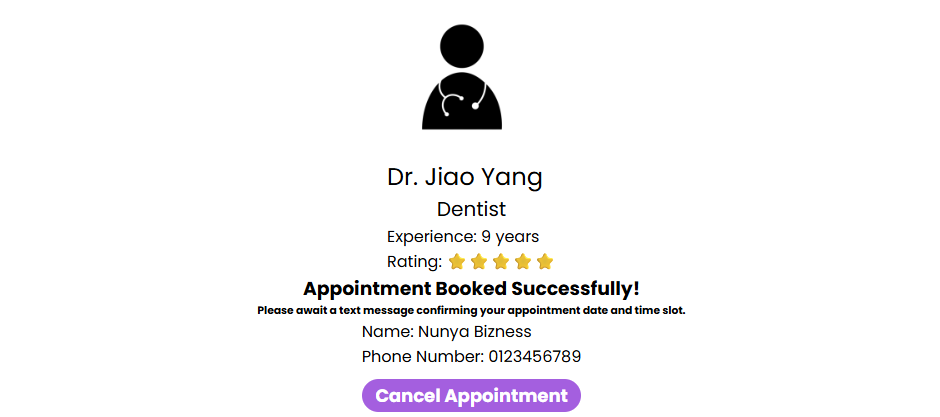 Dr. Jiao Yang
Dentist
Experience: 9 years
Rating: ⭐⭐⭐⭐⭐
Appointment Booked Successfully!
Please await a text message confirming your appointment date and time slot.
Name: Nunya Bizness
Phone Number: 0123456789
Cancel Appointment